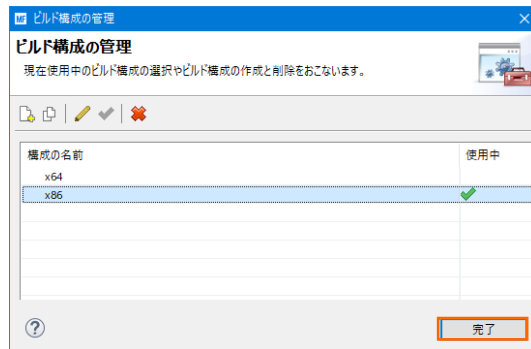 MF ビルド構成の管理
ビルド構成の管理
現在使用中のビルド構成の選択やビルド構成の作成と削除をおこないます。
構成の名前 使用中
x64
x86
? 完了